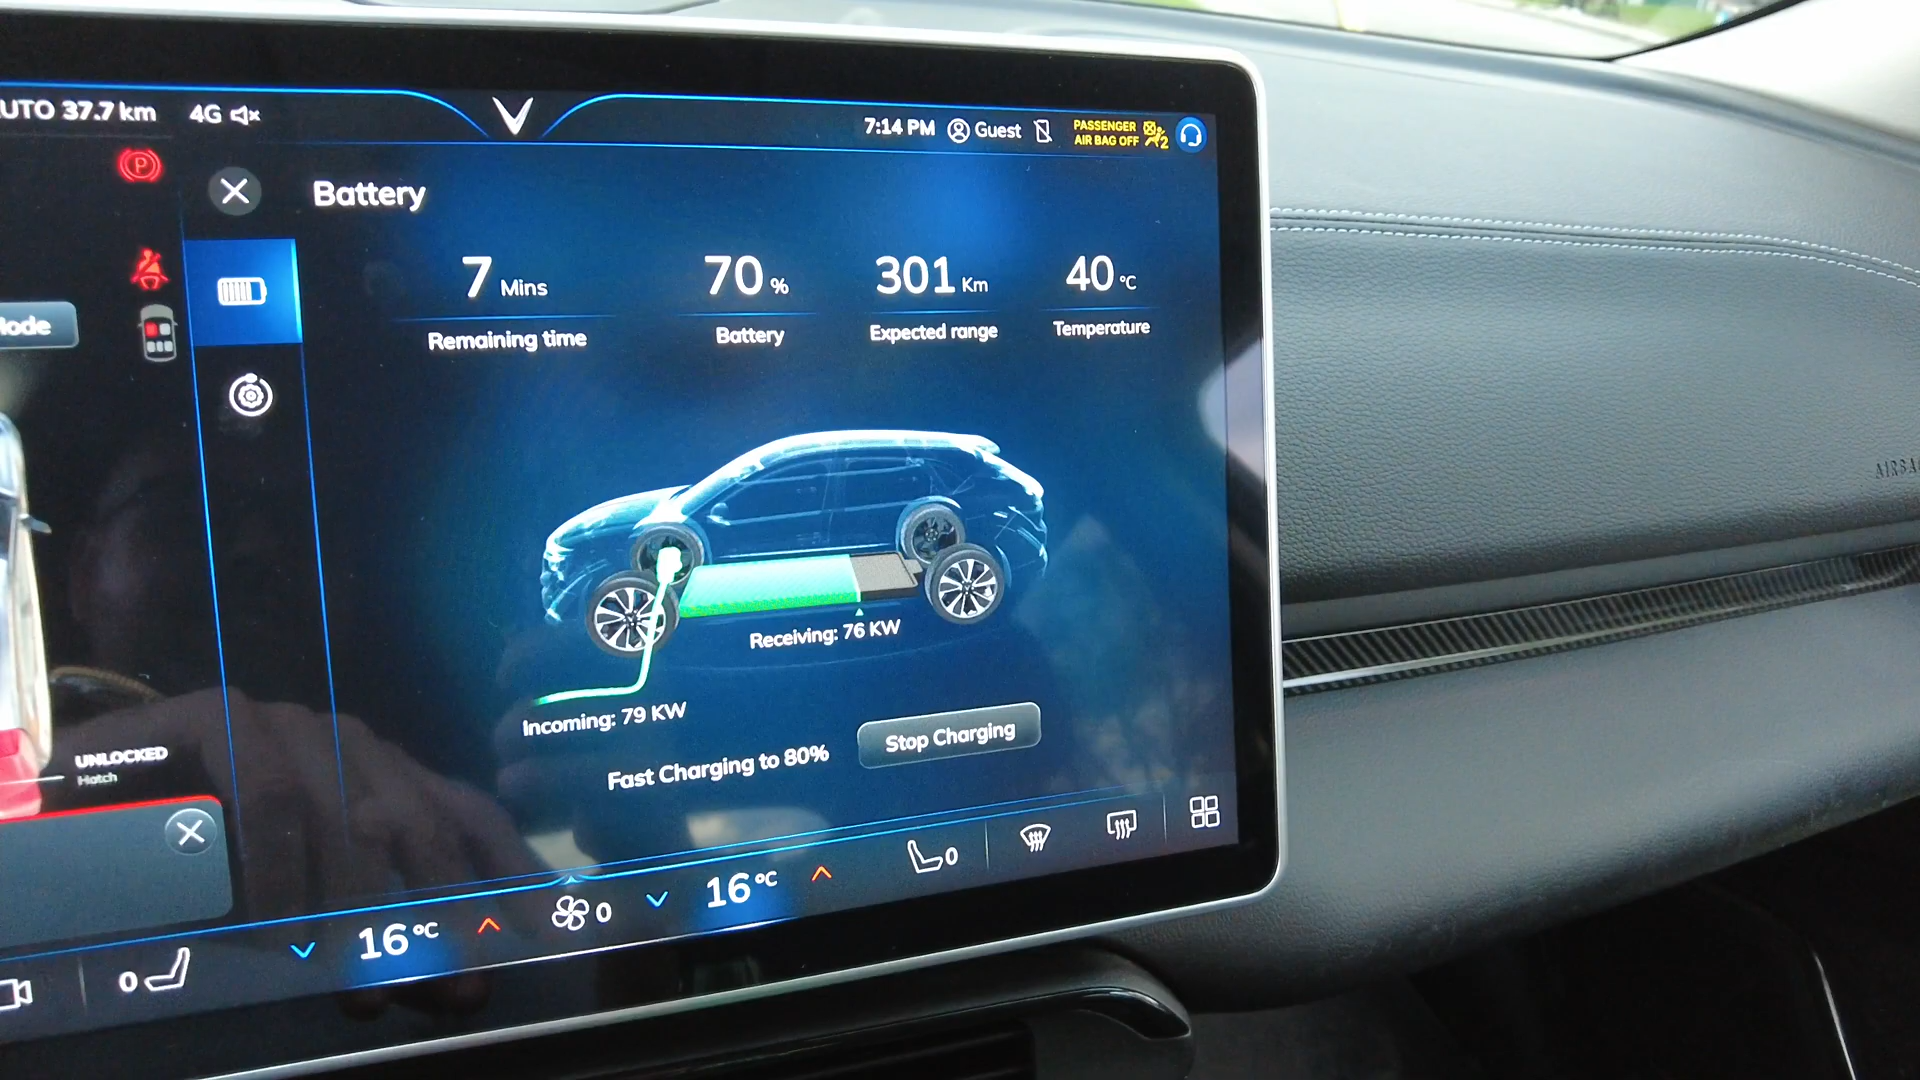 37.7 km
4G
7:14 PM
Guest
PASSENGER
AIR BAG OFF
2
P
Battery
7 Mins
70 %
301 Km
40 °C
Remaining time
Battery
Expected range
Temperature
Receiving: 76 KW
Incoming: 79 KW
Fast Charging to 80%
Stop Charging
UNLOCKED
Hatch
0
16 °C
0
16 °C
0